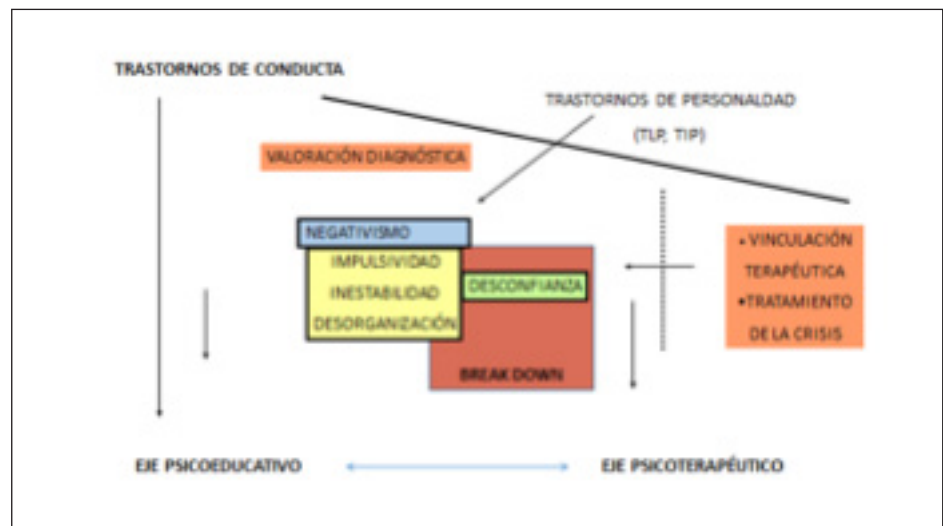 TRASTORNOS DE CONDUCTA
TRASTORNOS DE PERSONALDAD
(TLP, TIP)
VALORACIÓN DIAGNÓSTICA
NEGATIVISMO
IMPULSIVIDAD
INESTABILIDAD
DESORGANIZACIÓN
DESCONFIANZA
BREAK DOWN
• VINCULACIÓN
TERAPÉUTICA
•TRATAMIENTO
DE LA CRISIS
EJE PSICOEDUCATIVO
EJE PSICOTERAPÉUTICO